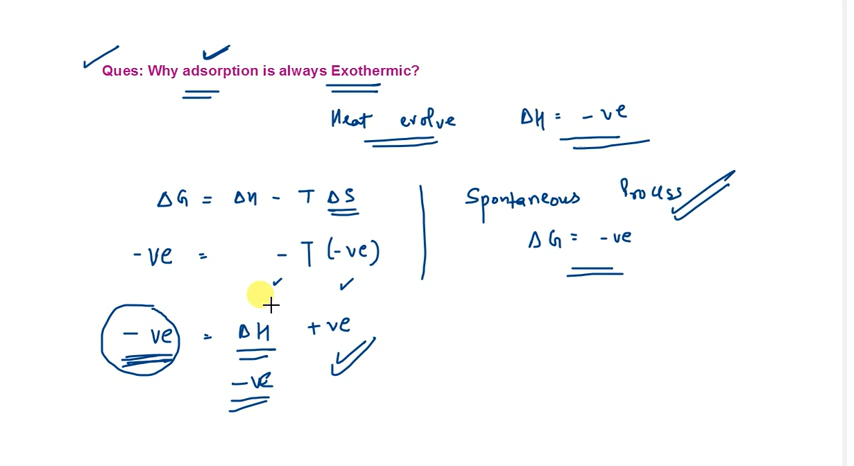 Ques: Why adsorption is always Exothermic?
Heat evolve ΔH = -ve
ΔG = ΔH - T ΔS
-ve = - T (-ve)
-ve = ΔH +ve
-ve
Spontaneous Process
ΔG = -ve